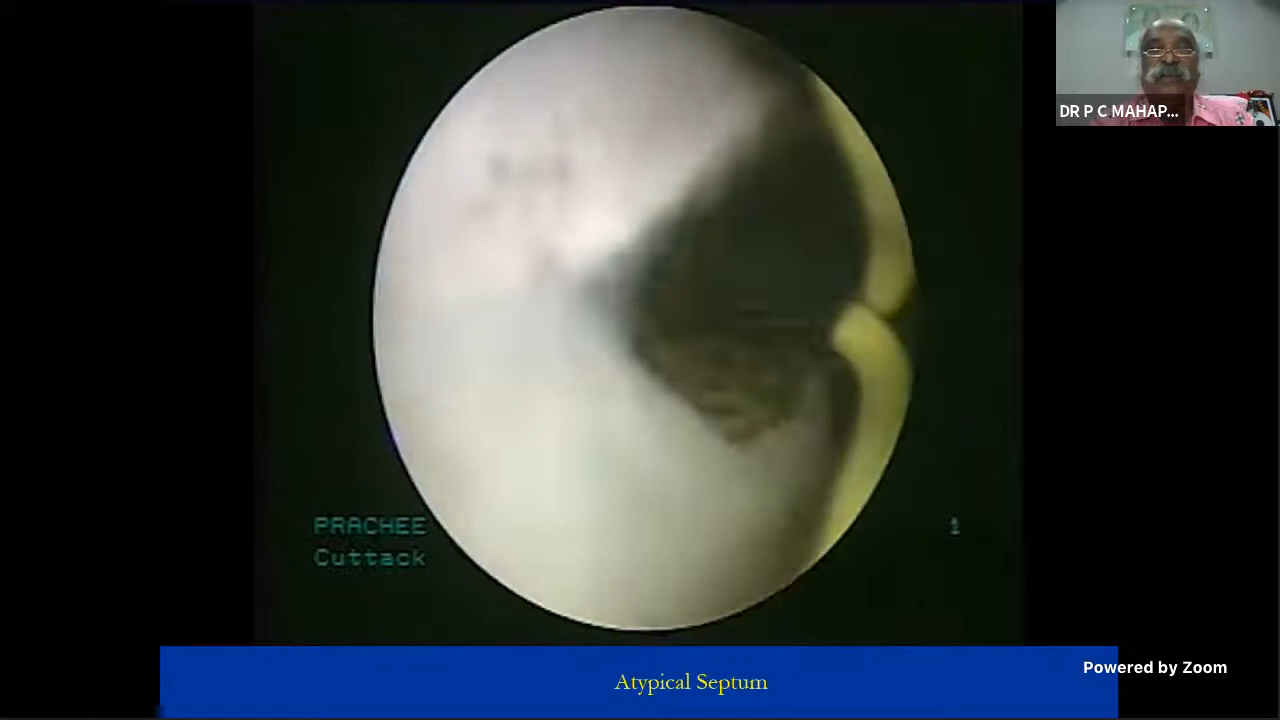 DR P C MAHAP...
PRACHEE
1
Cuttack
Atypical Septum
Powered by Zoom